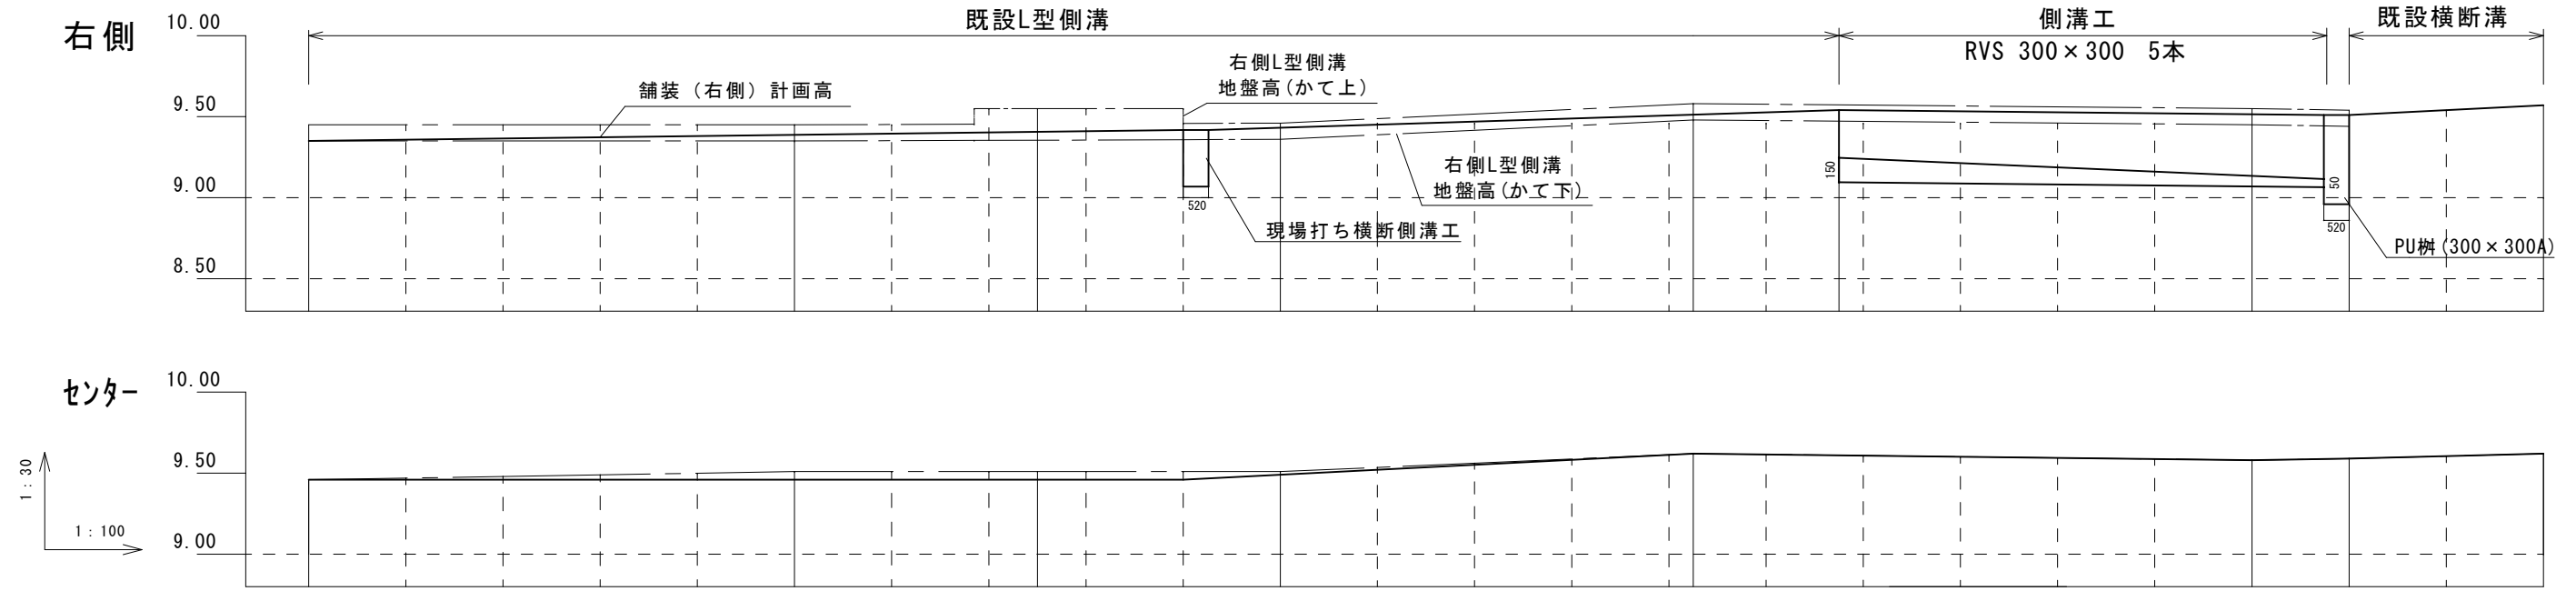 右側
10.00
既設L型側溝
側溝工
RVS 300×300 5本
既設横断溝
右側L型側溝
地盤高(かて上)
舗装（右側）計画高
9.50
右側L型側溝
地盤高(かて下)
150
50
9.00
520
520
現場打ち横断側溝工
PU桝(300×300A)
8.50
センター
10.00
9.50
1:30
1:100
9.00